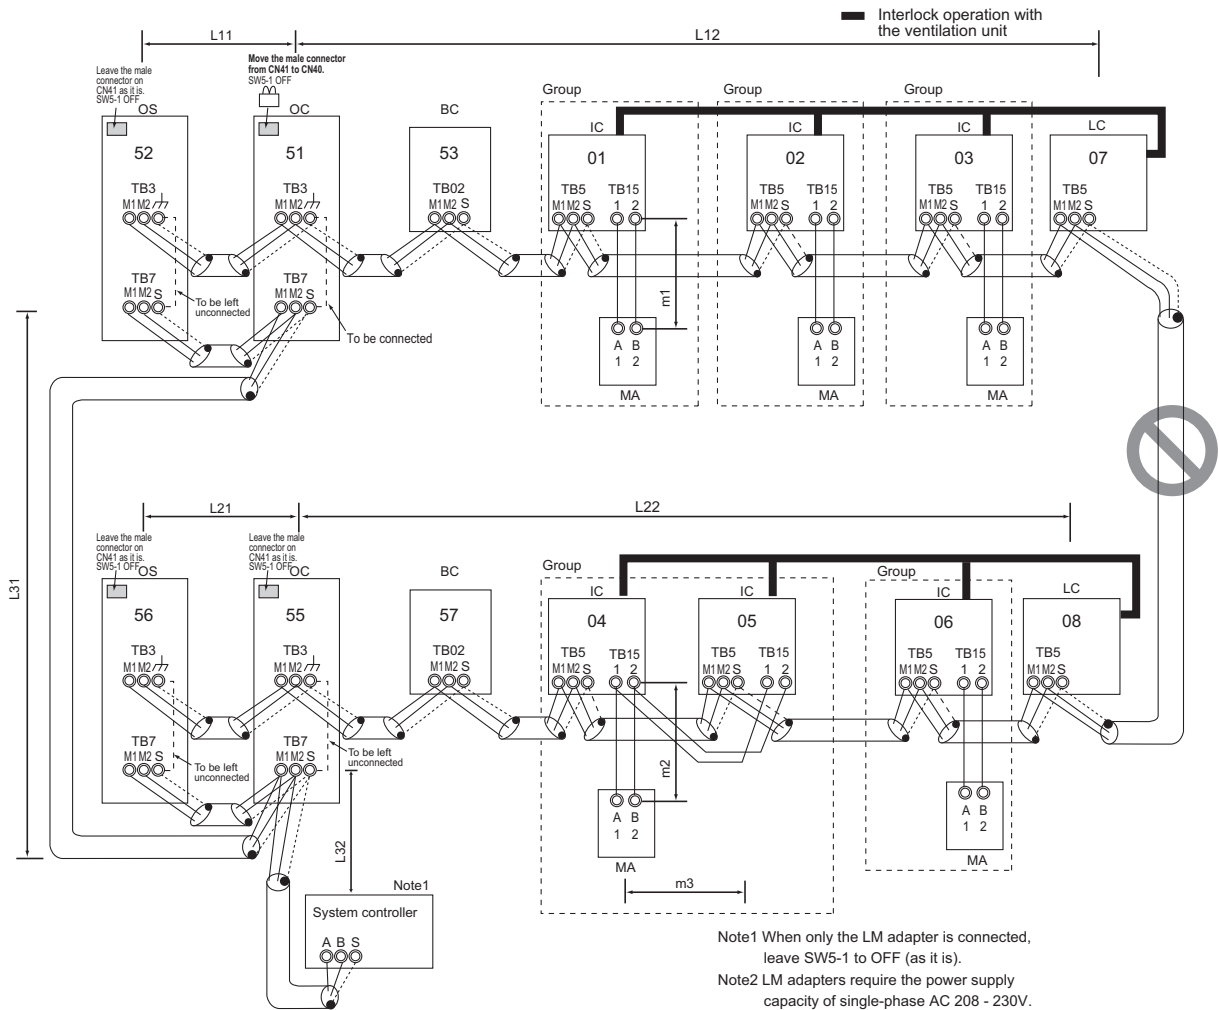 Interlock operation with
the ventilation unit
L11
L12
Leave the male
connector on
CN41 as it is.
SW5-1 OFF
Move the male connector
from CN41 to CN40.
SW5-1 OFF
OS
OC
BC
Group
Group
Group
IC
IC
IC
LC
52
51
53
01
02
03
07
TB3
TB3
TB02
TB5 TB15
TB5 TB15
TB5 TB15
TB5
M1 M2
M1 M2
M1 M2 S
M1 M2 S 1 2
M1 M2 S 1 2
M1 M2 S 1 2
M1 M2 S
TB7
TB7
M1 M2 S
M1 M2 S
To be left
unconnected
To be connected
m1
A B
1 2
MA
A B
1 2
MA
A B
1 2
MA
L31
L21
L22
Leave the male
connector on
CN41 as it is.
SW5-1 OFF
Leave the male
connector on
CN41 as it is.
SW5-1 OFF
OS
OC
BC
Group
Group
IC
IC
IC
LC
56
55
57
04
05
06
08
TB3
TB3
TB02
TB5 TB15
TB5 TB15
TB5 TB15
TB5
M1 M2
M1 M2
M1 M2 S
M1 M2 S 1 2
M1 M2 S 1 2
M1 M2 S 1 2
M1 M2 S
TB7
TB7
M1 M2 S
M1 M2 S
To be left
unconnected
To be left
unconnected
m2
A B
1 2
MA
A B
1 2
MA
m3
L32
Note1
System controller
A B S
Note1 When only the LM adapter is connected,
leave SW5-1 to OFF (as it is).
Note2 LM adapters require the power supply
capacity of single-phase AC 208 - 230V.